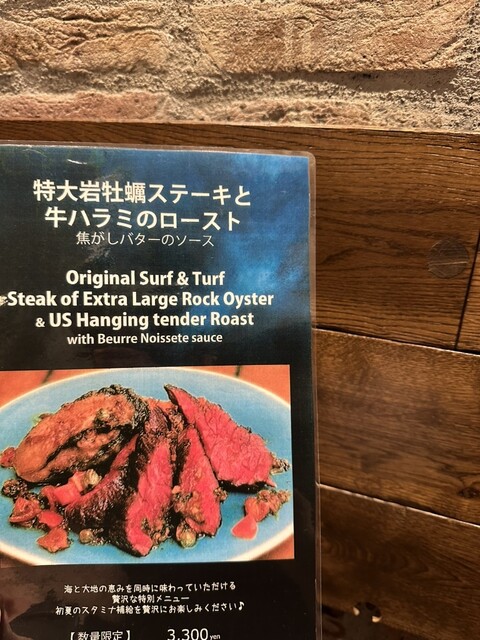 特大岩牡蠣ステーキと
牛ハラミのロースト
焦がしバターのソース
Original Surf & Turf
Steak of Extra Large Rock Oyster
& US Hanging tender Roast
with Beurre Noissete sauce
海と大地の恵みを同時に味わっていただける
贅沢な特別メニュー
初夏のスタミナ補給を贅沢にお楽しみください♪
【数量限定】 3,300yen